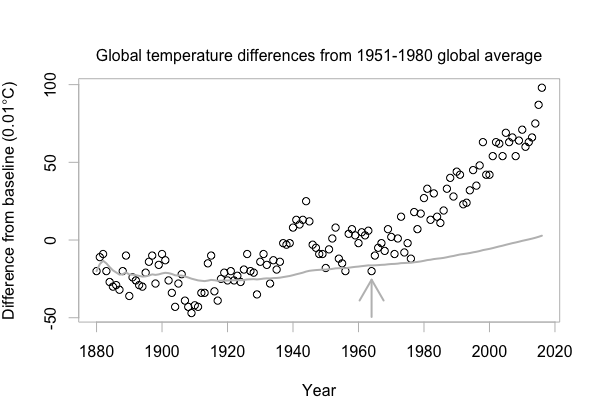 Global temperature differences from 1951-1980 global average
Difference from baseline (0.01°C)
100
50
0
-50
1880 1900 1920 1940 1960 1980 2000 2020
Year